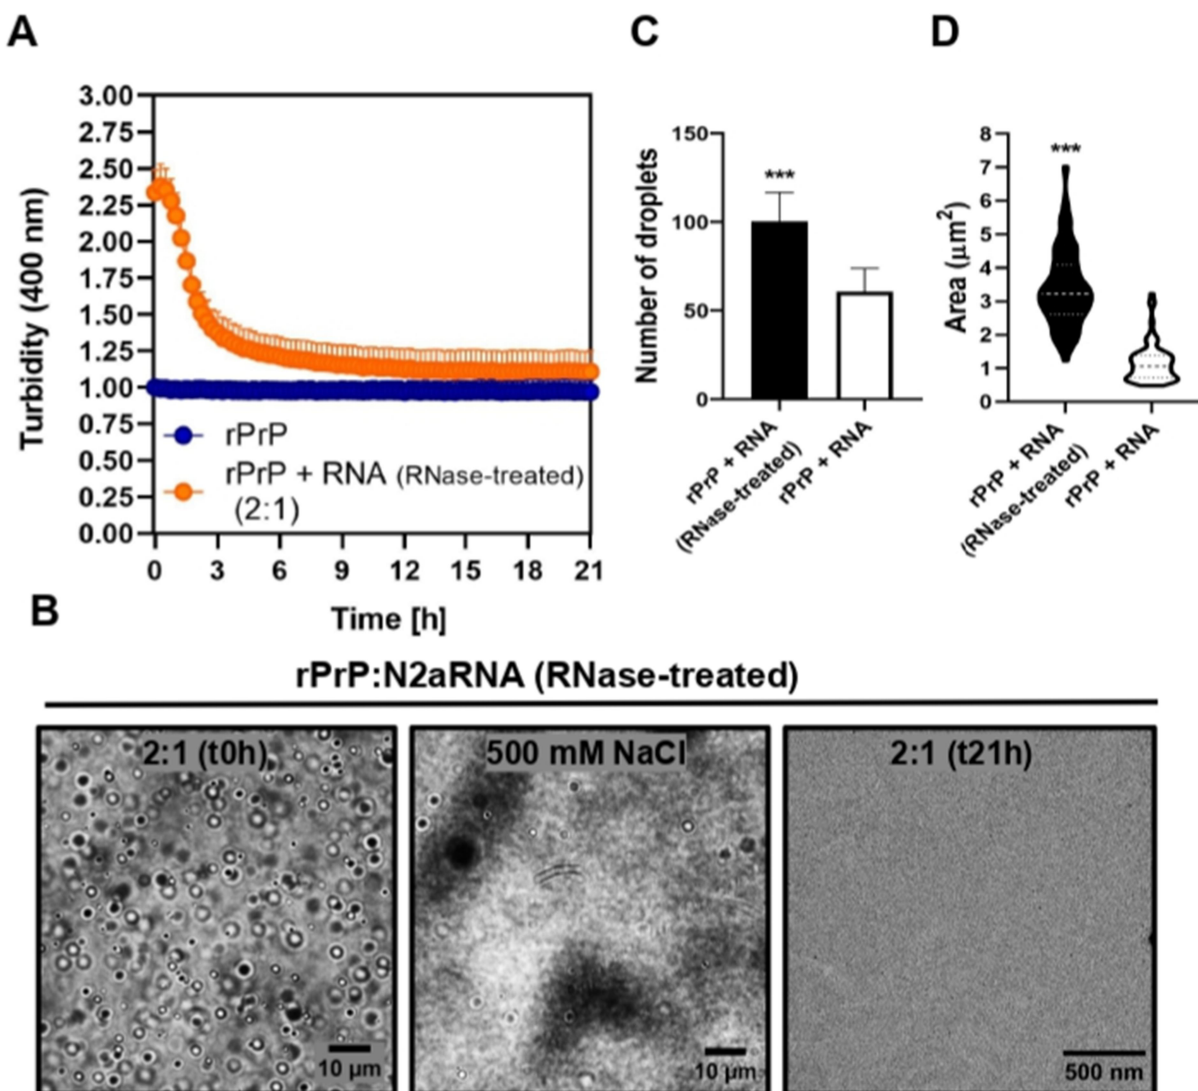 A
3.00
2.75
2.50
2.25
2.00
1.75
1.50
1.25
1.00
0.75
0.50
0.25
0.00
Turbidity (400 nm)
rPrP
rPrP + RNA (RNase-treated)
(2:1)
0 3 6 9 12 15 18 21
Time [h]
C
150
100
50
0
Number of droplets
***
rPrP + RNA
(RNase-treated)
rPrP + RNA
D
8
7
6
5
4
3
2
1
0
Area (μm²)
***
rPrP + RNA
(RNase-treated)
rPrP + RNA
B
rPrP:N2aRNA (RNase-treated)
2:1 (t0h)
10 μm
500 mM NaCl
10 μm
2:1 (t21h)
500 nm